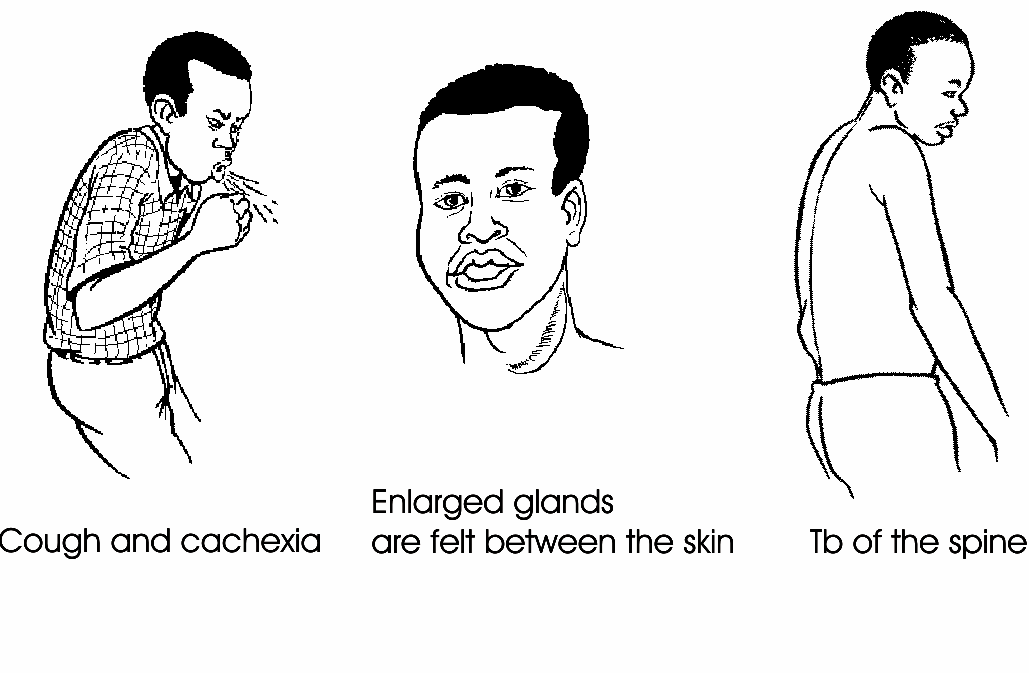 Cough and cachexia
Enlarged glands
are felt between the skin
Tb of the spine